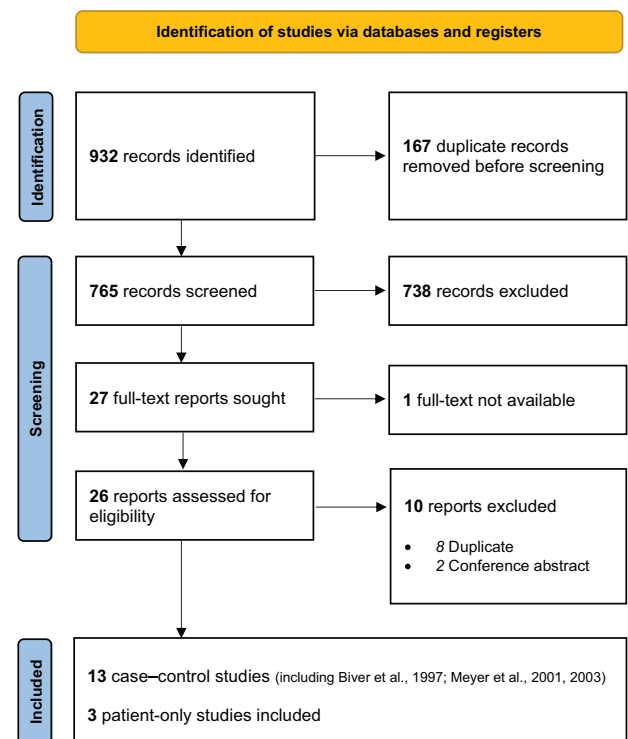 Identification of studies via databases and registers
Identification
932 records identified
167 duplicate records
removed before screening
Screening
765 records screened
738 records excluded
27 full-text reports sought
1 full-text not available
26 reports assessed for
eligibility
10 reports excluded
• 8 Duplicate
• 2 Conference abstract
Included
13 case–control studies (including Biver et al., 1997; Meyer et al., 2001, 2003)
3 patient-only studies included